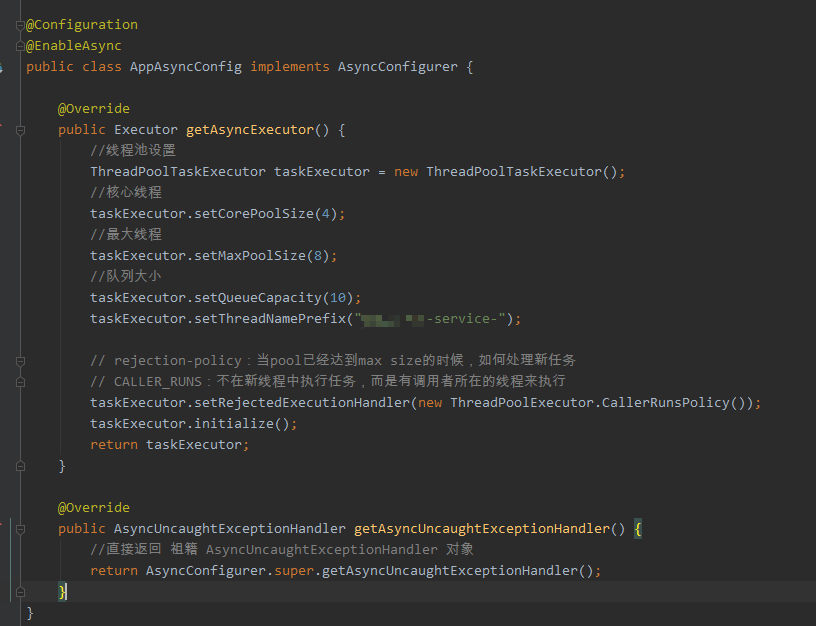 @Configuration
@EnableAsync
public class AppAsyncConfig implements AsyncConfigurer {
@Override
public Executor getAsyncExecutor() {
//线程池设置
ThreadPoolTaskExecutor taskExecutor = new ThreadPoolTaskExecutor();
//核心线程
taskExecutor.setCorePoolSize(4);
//最大线程
taskExecutor.setMaxPoolSize(8);
//队列大小
taskExecutor.setQueueCapacity(10);
taskExecutor.setThreadNamePrefix("-service-");
// rejection-policy：当pool已经达到max size的时候，如何处理新任务
// CALLER_RUNS：不在新线程中执行任务，而是有调用者所在的线程来执行
taskExecutor.setRejectedExecutionHandler(new ThreadPoolExecutor.CallerRunsPolicy());
taskExecutor.initialize();
return taskExecutor;
}
@Override
public AsyncUncaughtExceptionHandler getAsyncUncaughtExceptionHandler() {
//直接返回 祖籍 AsyncUncaughtExceptionHandler 对象
return AsyncConfigurer.super.getAsyncUncaughtExceptionHandler();
}
}